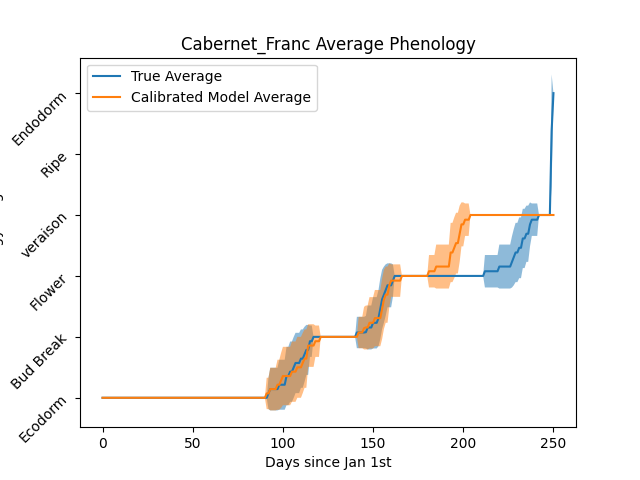 Cabernet_Franc Average Phenology
True Average
Calibrated Model Average
Endodorm
Ripe
veraison
Flower
Bud Break
Ecodorm
0 50 100 150 200 250
Days since Jan 1st